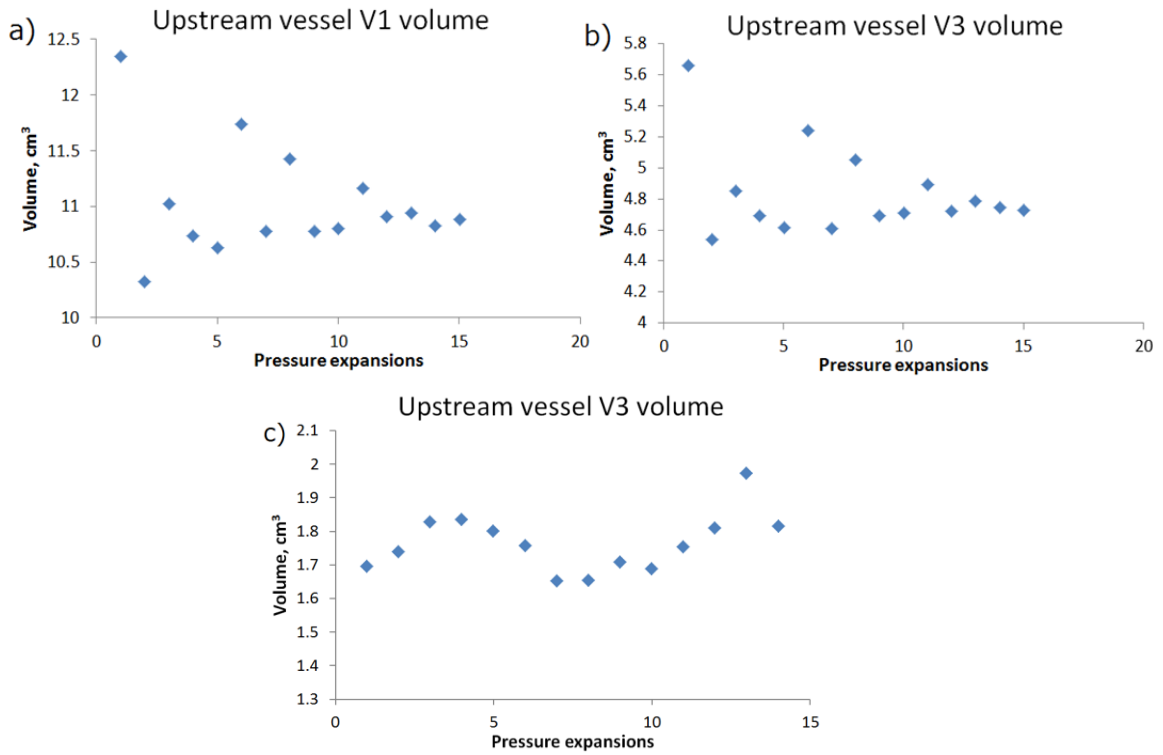 a)
Upstream vessel V1 volume
12.5
12
11.5
11
10.5
10
Volume, cm³
0 5 10 15 20
Pressure expansions
b)
Upstream vessel V3 volume
5.8
5.6
5.4
5.2
5
4.8
4.6
4.4
4.2
4
Volume, cm³
0 5 10 15 20
Pressure expansions
c)
Upstream vessel V3 volume
2.1
2
1.9
1.8
1.7
1.6
1.5
1.4
1.3
Volume, cm³
0 5 10 15
Pressure expansions